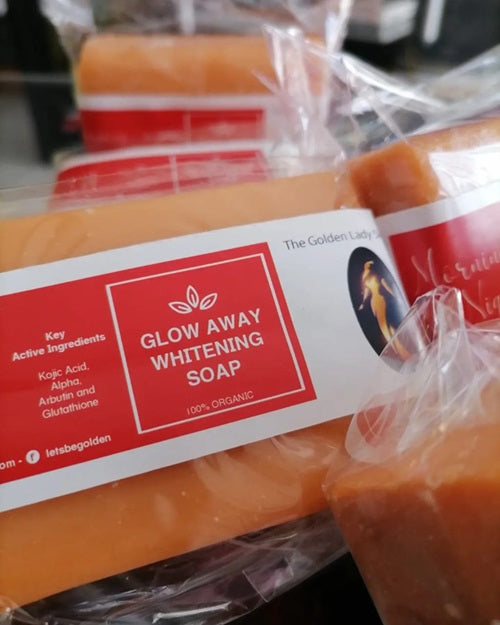 The Golden Lady
GLOW AWAY
WHITENING
SOAP
100% ORGANIC
Key
Active Ingredients
Kojic Acid,
Alpha,
Arbutin and
Glutathione
om - letsbegolden